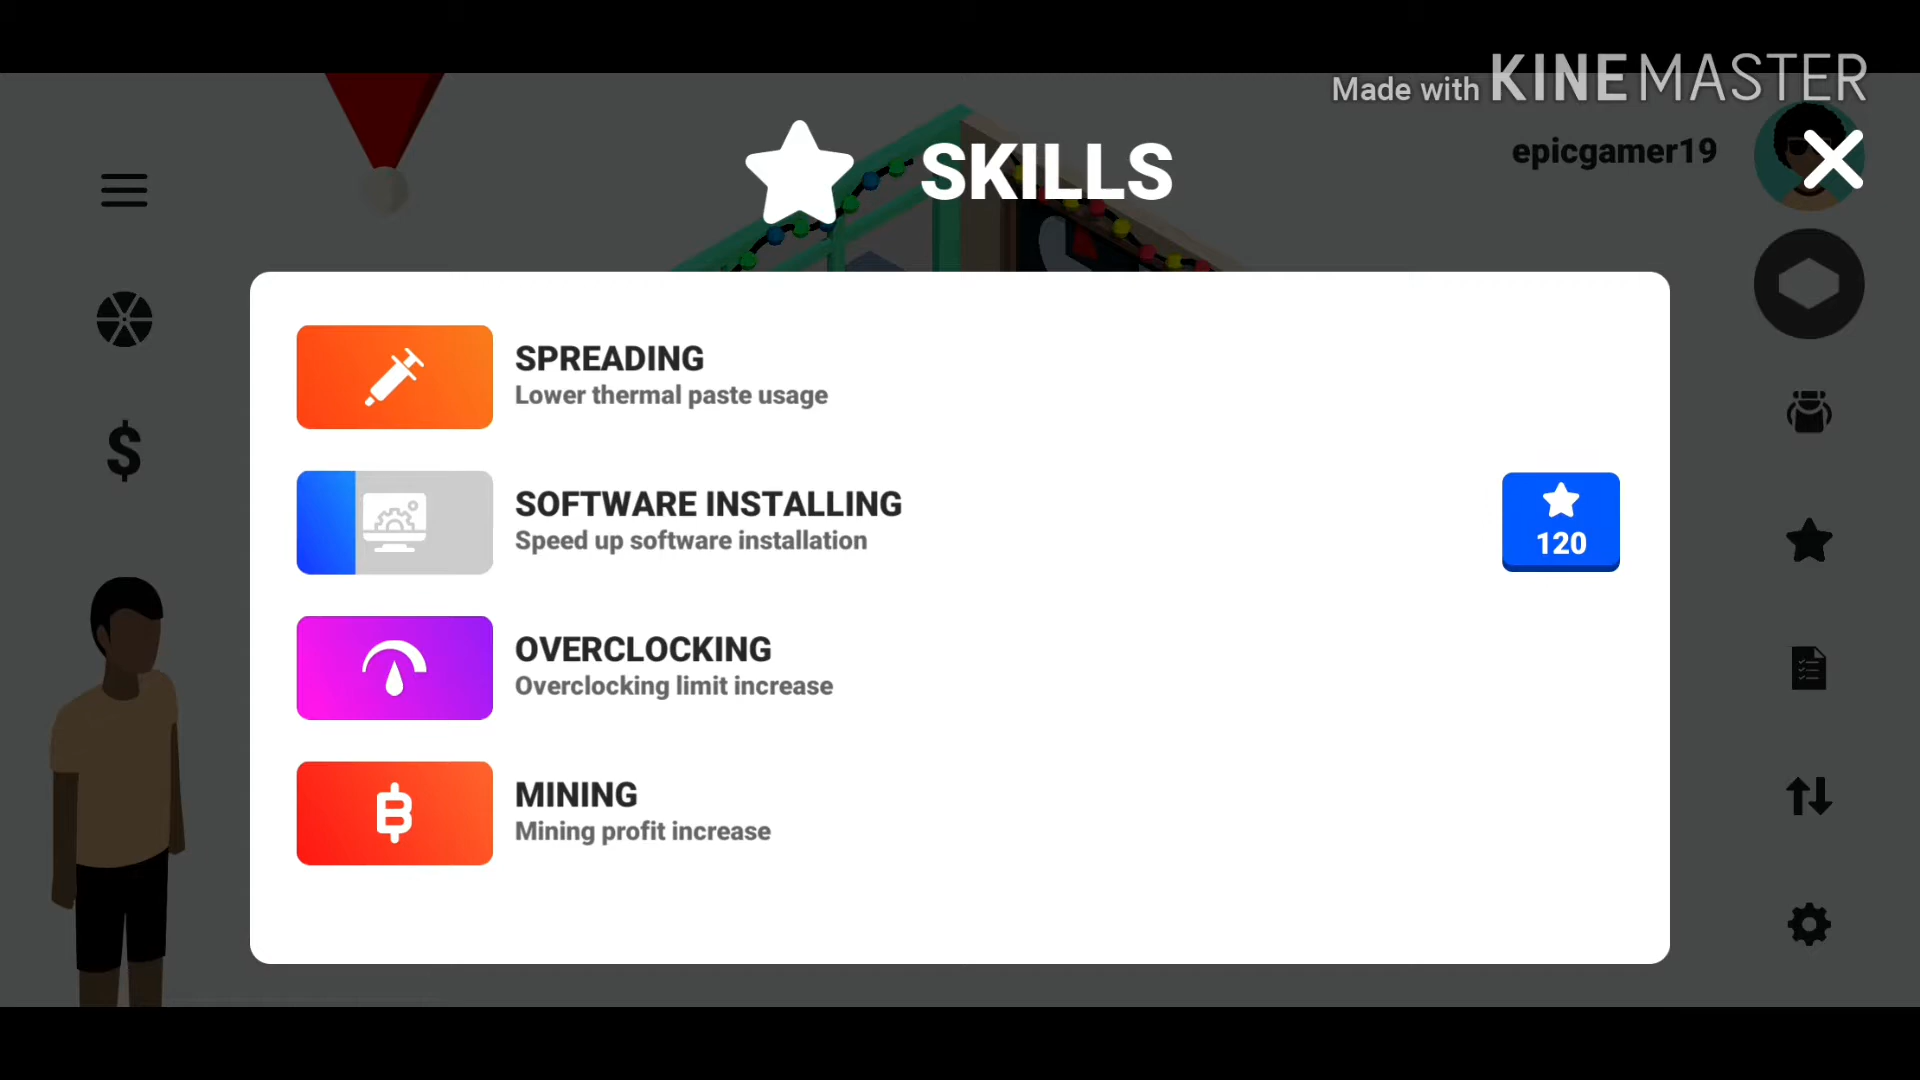 Made with KINEMASTER
epicgamer19
SKILLS
SPREADING
Lower thermal paste usage
SOFTWARE INSTALLING
Speed up software installation
120
OVERCLOCKING
Overclocking limit increase
MINING
Mining profit increase